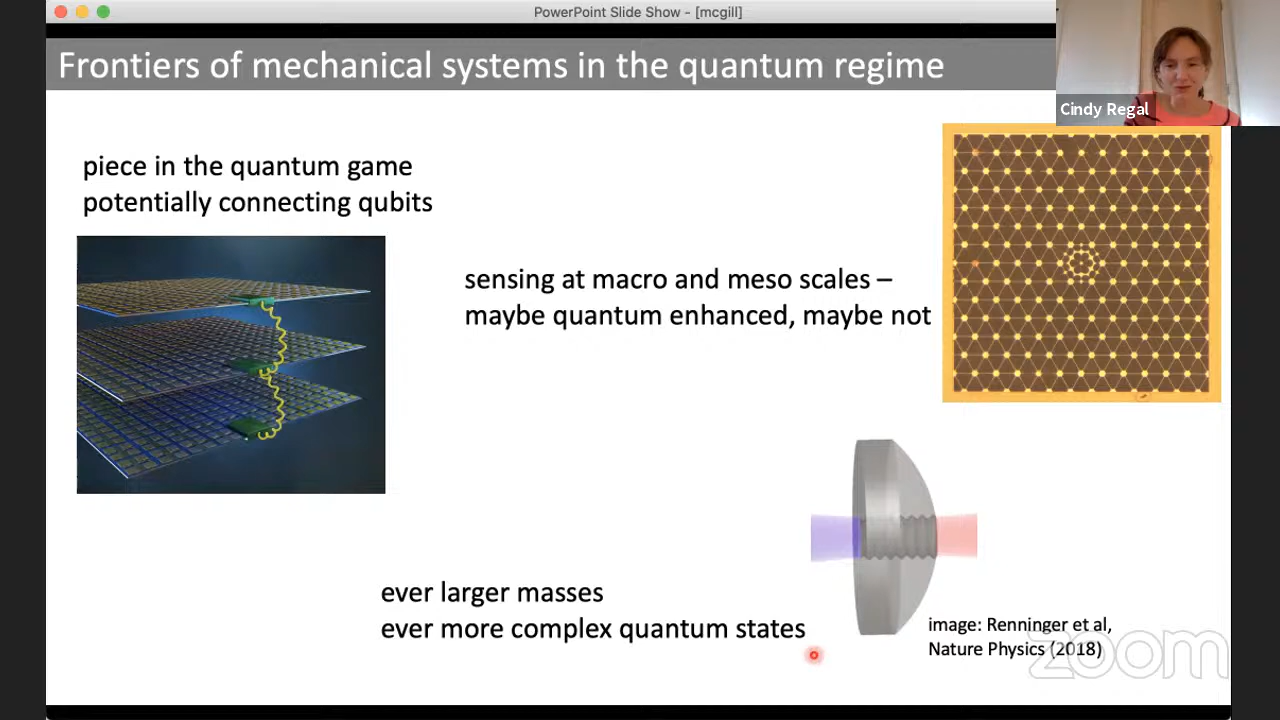 PowerPoint Slide Show - [mcgill]
Frontiers of mechanical systems in the quantum regime
Cindy Regal
piece in the quantum game
potentially connecting qubits
sensing at macro and meso scales –
maybe quantum enhanced, maybe not
ever larger masses
ever more complex quantum states
image: Renninger et al,
Nature Physics (2018)
zoom